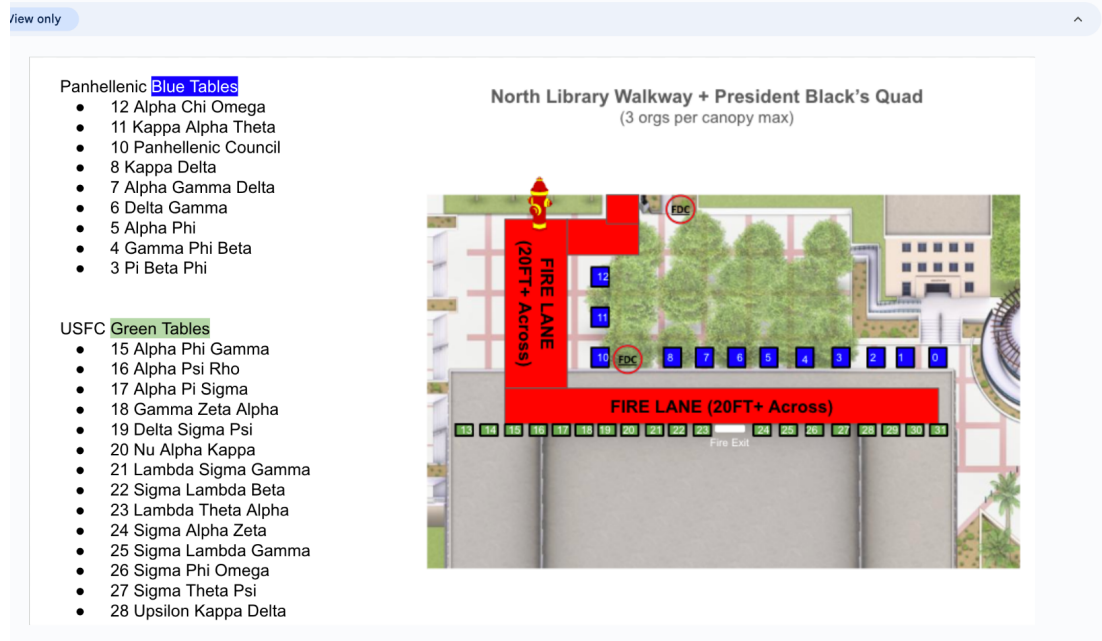 View only
Panhellenic Blue Tables
● 12 Alpha Chi Omega
● 11 Kappa Alpha Theta
● 10 Panhellenic Council
● 8 Kappa Delta
● 7 Alpha Gamma Delta
● 6 Delta Gamma
● 5 Alpha Phi
● 4 Gamma Phi Beta
● 3 Pi Beta Phi
USFC Green Tables
● 15 Alpha Phi Gamma
● 16 Alpha Psi Rho
● 17 Alpha Pi Sigma
● 18 Gamma Zeta Alpha
● 19 Delta Sigma Psi
● 20 Nu Alpha Kappa
● 21 Lambda Sigma Gamma
● 22 Sigma Lambda Beta
● 23 Lambda Theta Alpha
● 24 Sigma Alpha Zeta
● 25 Sigma Lambda Gamma
● 26 Sigma Phi Omega
● 27 Sigma Theta Psi
● 28 Upsilon Kappa Delta
North Library Walkway + President Black's Quad
(3 orgs per canopy max)
FDC
FIRE LANE
(20FT+ Across)
12
11
10 FDC 8 7 6 5 4 3 2 1 0
FIRE LANE (20FT+ Across)
13 14 15 16 17 18 19 20 21 22 23 24 25 26 27 28 29 30 31
Fire Exit